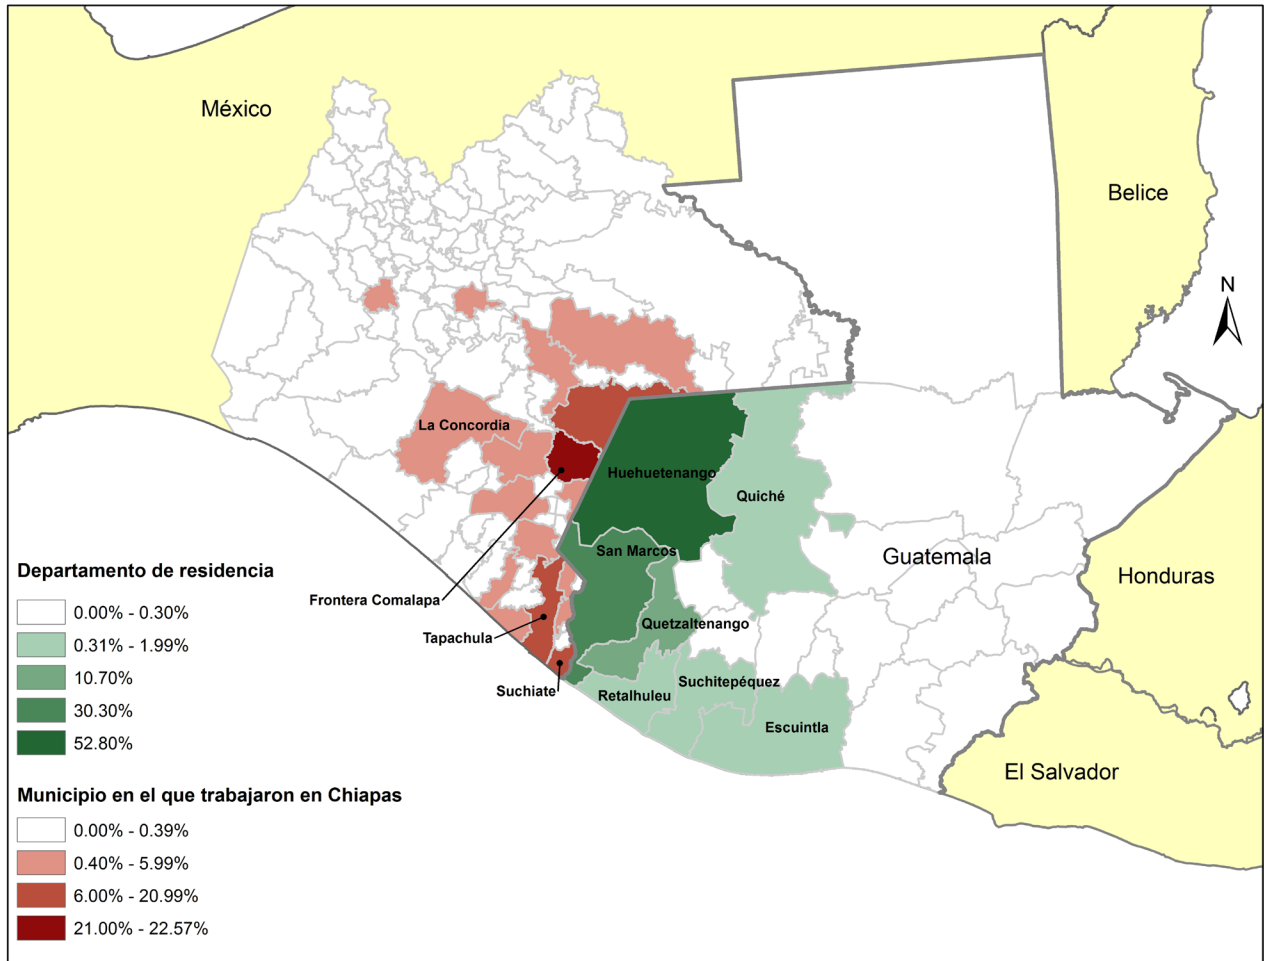 México
Belice
N
La Concordia
Huehuetenango
Quiché
San Marcos
Guatemala
Honduras
Frontera Comalapa
Quetzaltenango
Tapachula
Suchitepéquez
Suchiate
Retalhuleu
Escuintla
El Salvador
Departamento de residencia
0.00% - 0.30%
0.31% - 1.99%
10.70%
30.30%
52.80%
Municipio en el que trabajaron en Chiapas
0.00% - 0.39%
0.40% - 5.99%
6.00% - 20.99%
21.00% - 22.57%